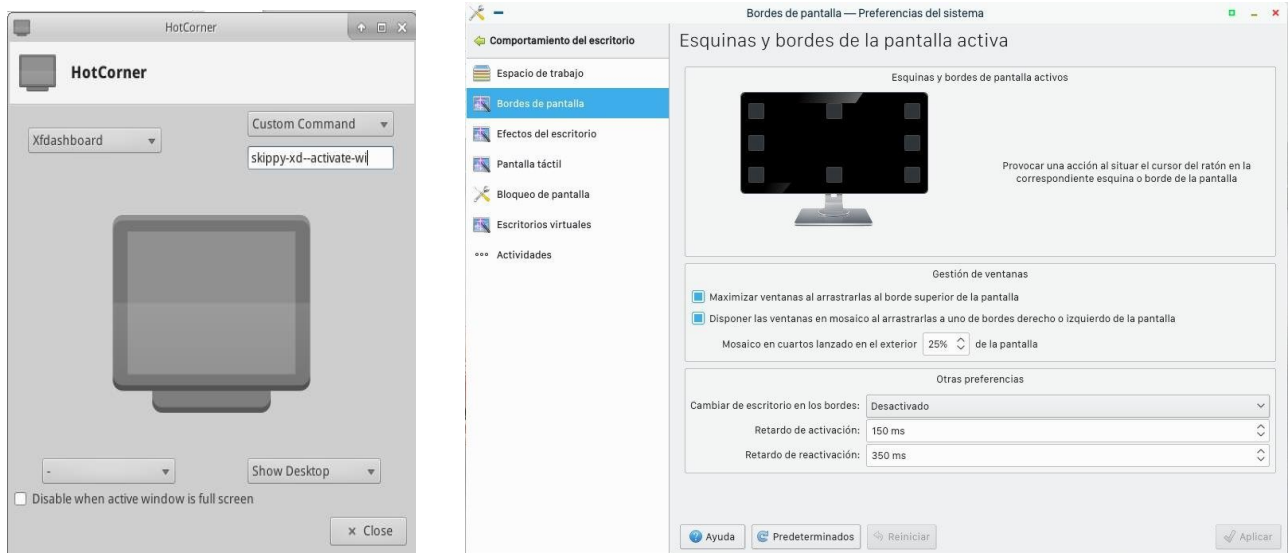 HotCorner
HotCorner
Xfdashboard
Custom Command
skippy-xd--activate-wi
-
Show Desktop
Disable when active window is full screen
× Close
Bordes de pantalla — Preferencias del sistema
Comportamiento del escritorio
Espacio de trabajo
Bordes de pantalla
Efectos del escritorio
Pantalla táctil
Bloqueo de pantalla
Escritorios virtuales
Actividades
Esquinas y bordes de la pantalla activa
Esquinas y bordes de pantalla activos
Provocar una acción al situar el cursor del ratón en la
correspondiente esquina o borde de la pantalla
Gestión de ventanas
Maximizar ventanas al arrastrarlas al borde superior de la pantalla
Disponer las ventanas en mosaico al arrastrarlas a uno de bordes derecho o izquierdo de la pantalla
Mosaico en cuartos lanzado en el exterior 25% de la pantalla
Otras preferencias
Cambiar de escritorio en los bordes: Desactivado
Retardo de activación: 150 ms
Retardo de reactivación: 350 ms
Ayuda Predeterminados Reiniciar Aplicar